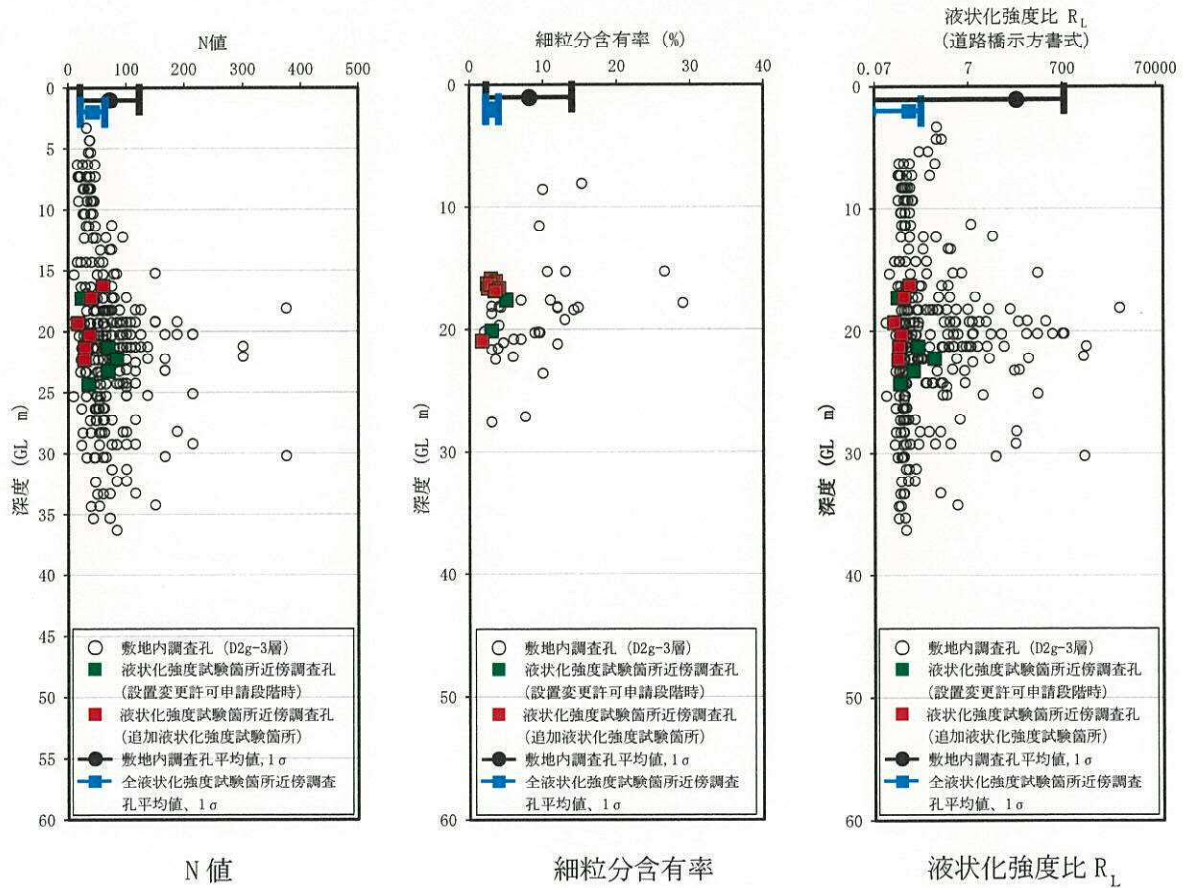 N値
0 100 200 300 400 500
0
5
10
15
20
25
30
35
40
45
50
55
60
深度 (GL m)
敷地内調査孔 (D2g-3層)
液状化強度試験箇所近傍調査孔
(設置変更許可申請段階時)
液状化強度試験箇所近傍調査孔
(追加液状化強度試験箇所)
敷地内調査孔平均値, 1σ
全液状化強度試験箇所近傍調査
孔平均値、1σ
N値
細粒分含有率 (%)
0 10 20 30 40
0
10
20
30
40
50
60
深度 (GL m)
敷地内調査孔 (D2g-3層)
液状化強度試験箇所近傍調査孔
(設置変更許可申請段階時)
液状化強度試験箇所近傍調査孔
(追加液状化強度試験箇所)
敷地内調査孔平均値, 1σ
全液状化強度試験箇所近傍調査
孔平均値、1σ
細粒分含有率
液状化強度比 RL
(道路橋示方書式)
0.07 7 700 70000
0
10
20
30
40
50
60
深度 (GL m)
敷地内調査孔 (D2g-3層)
液状化強度試験箇所近傍調査孔
(設置変更許可申請段階時)
液状化強度試験箇所近傍調査孔
(追加液状化強度試験箇所)
敷地内調査孔平均値, 1σ
全液状化強度試験箇所近傍調査
孔平均値、1σ
液状化強度比 RL